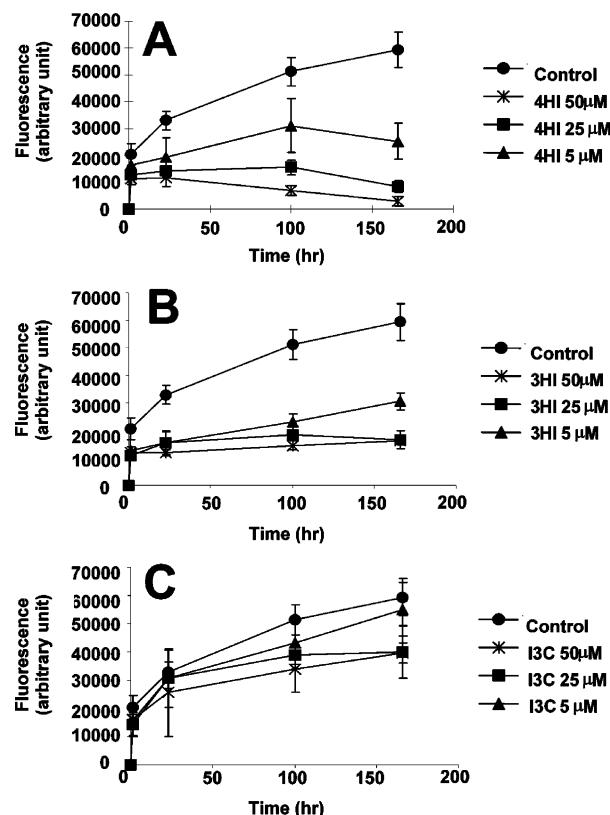 A
Fluorescence
(arbitrary unit)
70000
60000
50000
40000
30000
20000
10000
0
0 50 100 150 200
Time (hr)
Control
4HI 50μM
4HI 25 μM
4HI 5 μM
B
Fluorescence
(arbitrary unit)
70000
60000
50000
40000
30000
20000
10000
0
0 50 100 150 200
Time (hr)
Control
3HI 50μM
3HI 25 μM
3HI 5 μM
C
Fluorescence
(arbitrary unit)
70000
60000
50000
40000
30000
20000
10000
0
0 50 100 150 200
Time (hr)
Control
I3C 50μM
I3C 25 μM
I3C 5 μM